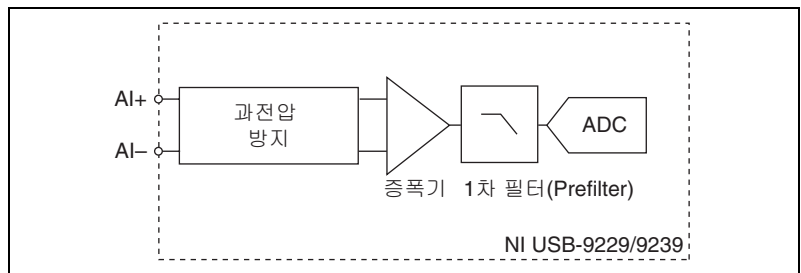 AI+
과전압
방지
AI–
ADC
증폭기 1차 필터(Prefilter)
NI USB-9229/9239